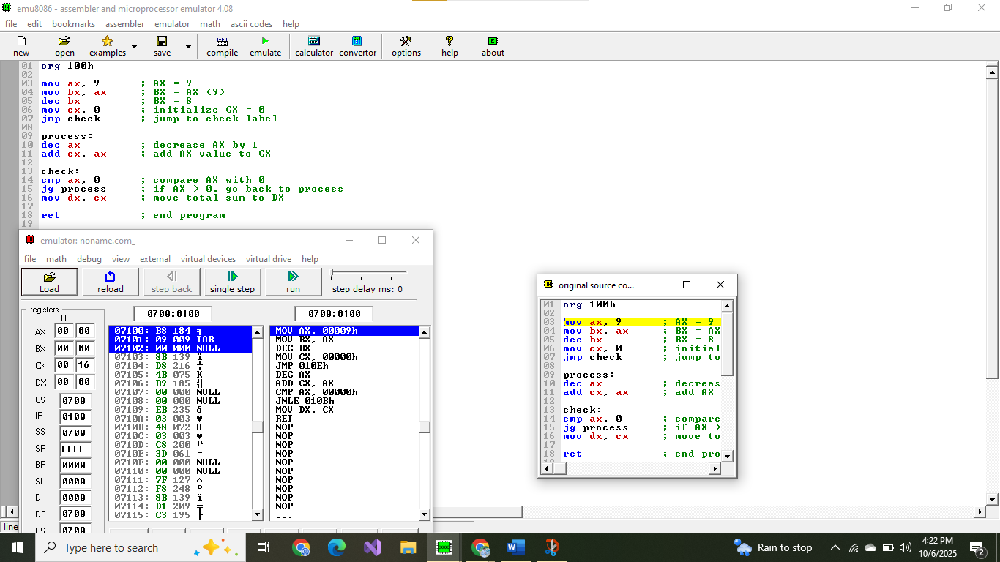 emu8086 - assembler and microprocessor emulator 4.08
file edit bookmarks assembler emulator math ascii codes help
new open examples save compile emulate calculator convertor options help about
01 org 100h
02
03 mov ax, 9 ; AX = 9
04 mov bx, ax ; BX = AX (9)
05 dec bx ; BX = 8
06 mov cx, 0 ; initialize CX = 0
07 jmp check ; jump to check label
08
09 process:
10 dec ax ; decrease AX by 1
11 add cx, ax ; add AX value to CX
12
13 check:
14 cmp ax, 0 ; compare AX with 0
15 jg process ; if AX > 0, go back to process
16 mov dx, cx ; move total sum to DX
17
18 ret ; end program
19
emulator: noname.com_
file math debug view external virtual devices virtual drive help
Load reload step back single step run step delay ms: 0
registers
H L
AX 00 00
BX 00 00
CX 00 16
DX 00 00
CS 0700
IP 0100
SS 0700
SP FFFE
BP 0000
SI 0000
DI 0000
DS 0700
ES 0700
0700:0100
07100: B8 184 ╕
07101: 09 009 TAB
07102: 00 000 NULL
07103: 8B 139 ï
07104: D8 216 ╪
07105: 4B 075 K
07106: B9 185 ╣
07107: 00 000 NULL
07108: 00 000 NULL
07109: EB 235 δ
0710A: 03 003 ♥
0710B: 48 072 H
0710C: 03 003 ♥
0710D: C8 200 ╚
0710E: 3D 061 =
0710F: 00 000 NULL
07110: 00 000 NULL
07111: 7F 127 ⌂
07112: F8 248 °
07113: 8B 139 ï
07114: D1 209 ╤
07115: C3 195 ├
0700:0100
MOV AX, 00009h
MOV BX, AX
DEC BX
MOV CX, 00000h
JMP 010Eh
DEC AX
ADD CX, AX
CMP AX, 00000h
JNLE 010Bh
MOV DX, CX
RET
NOP
NOP
NOP
NOP
NOP
NOP
NOP
NOP
NOP
NOP
...
original source co...
01 org 100h
02
03 mov ax, 9 ; AX = 9
04 mov bx, ax ; BX = AX
05 dec bx ; BX = 8
06 mov cx, 0 ; initial
07 jmp check ; jump to
08
09 process:
10 dec ax ; decreas
11 add cx, ax ; add AX
12
13 check:
14 cmp ax, 0 ; compare
15 jg process ; if AX >
16 mov dx, cx ; move to
17
18 ret ; end pro
19
line
Type here to search
8086
Rain to stop
4:22 PM
10/6/2025
2